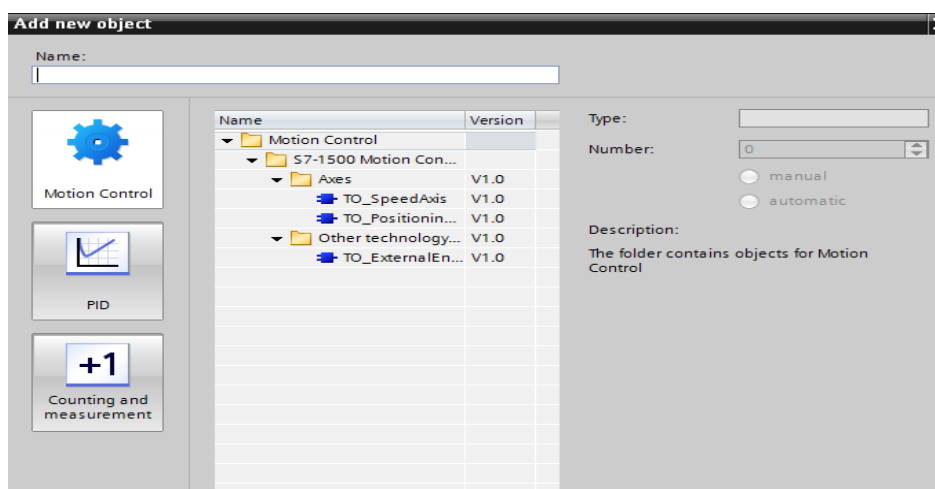 Add new object
Name:
Motion Control
PID
+1
Counting and
measurement
Name Version
Motion Control
S7-1500 Motion Con...
Axes V1.0
TO_SpeedAxis V1.0
TO_Positionin... V1.0
Other technology... V1.0
TO_ExternalEn... V1.0
Type:
Number: 0
manual
automatic
Description:
The folder contains objects for Motion
Control